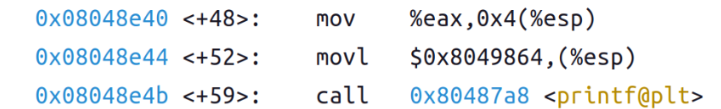 0x08048e40 <+48>: mov %eax,0x4(%esp)
0x08048e44 <+52>: movl $0x8049864,(%esp)
0x08048e4b <+59>: call 0x80487a8 <printf@plt>